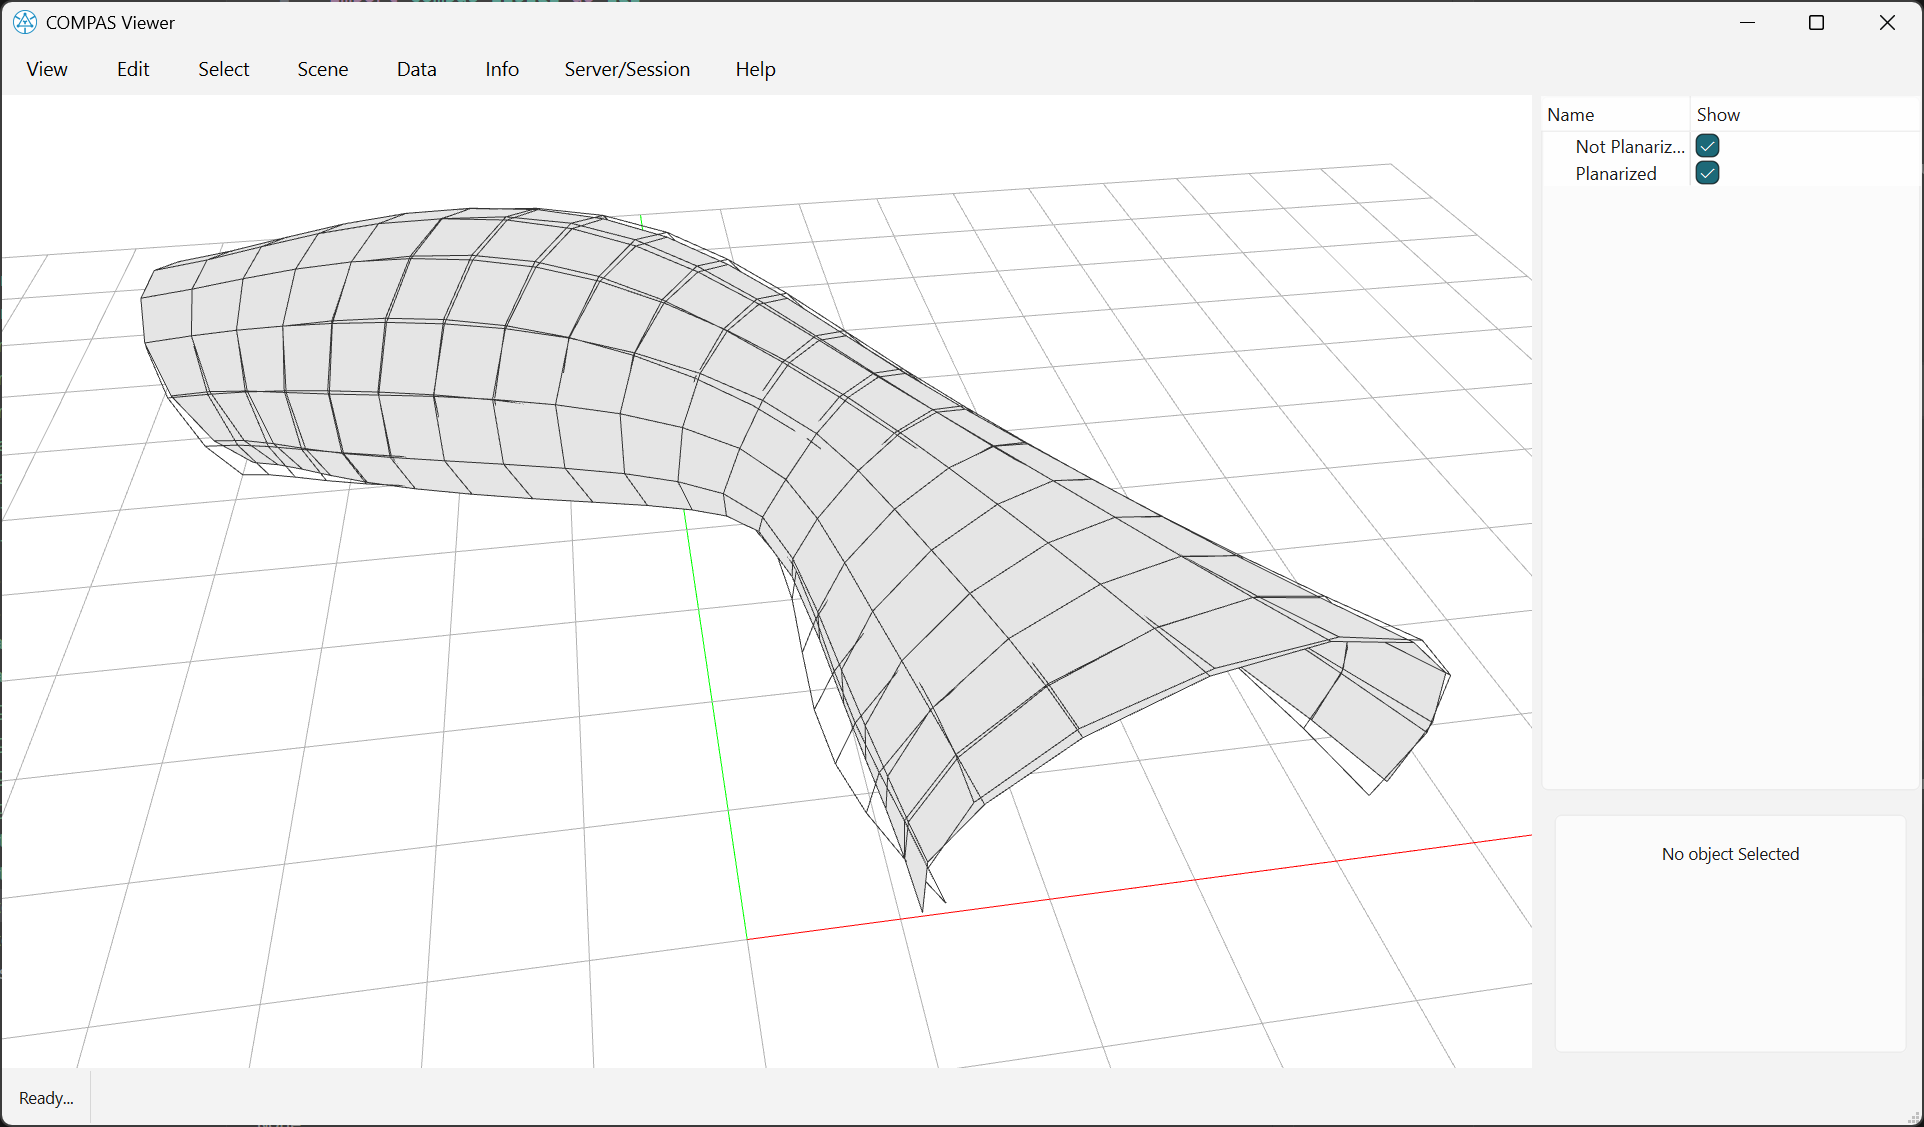 COMPAS Viewer
View Edit Select Scene Data Info Server/Session Help
Name Show
Not Planariz...
Planarized
No object Selected
Ready...